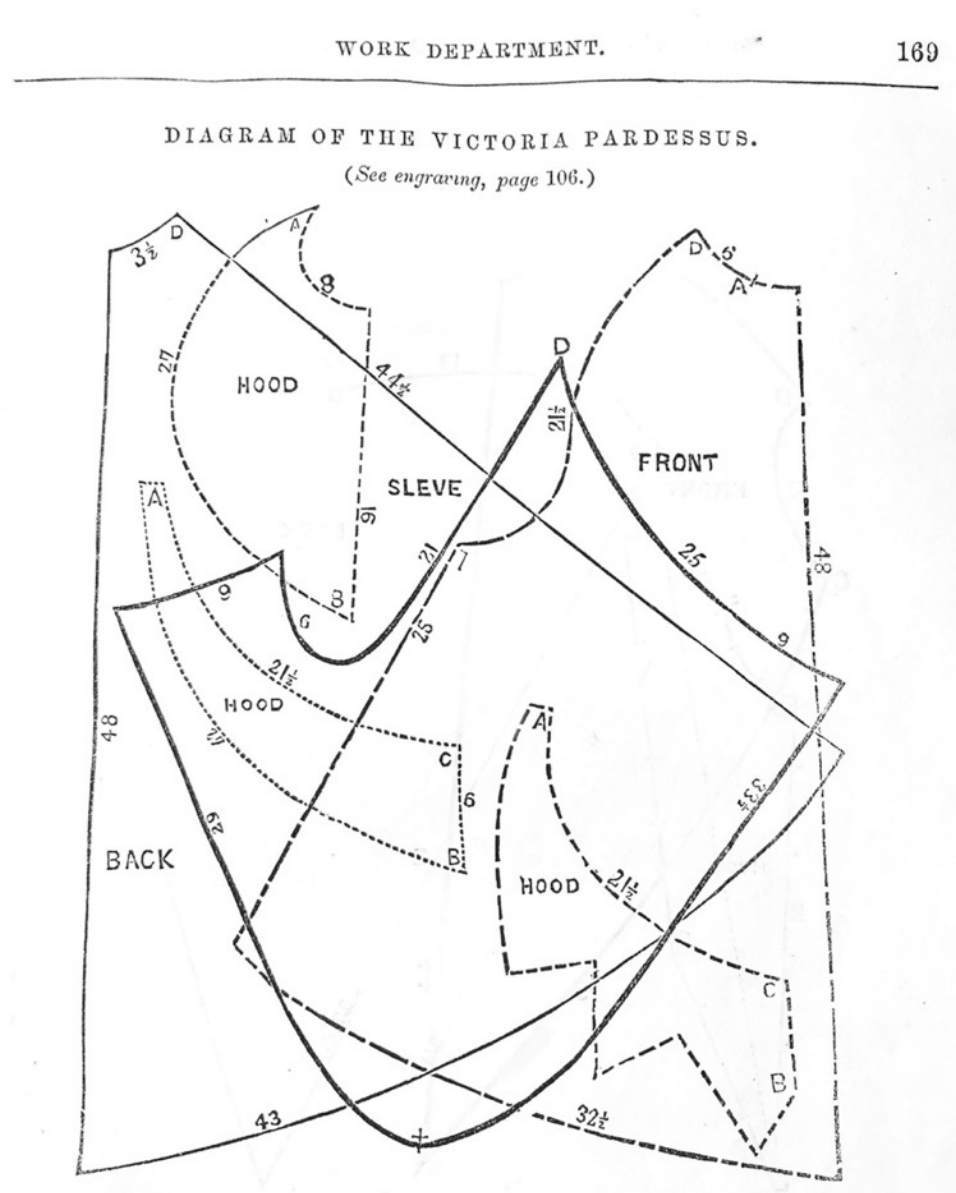 WORK DEPARTMENT.
169
DIAGRAM OF THE VICTORIA PARDESSUS.
(See engraving, page 106.)
D
3½
A
8
D
6
A
27
HOOD
44½
D
21½
FRONT
SLEVE
16
A
21
25
48
8
9
G
25
9
21½
HOOD
48
A
C
6
33½
29
B
BACK
HOOD
21½
C
B
43
32½